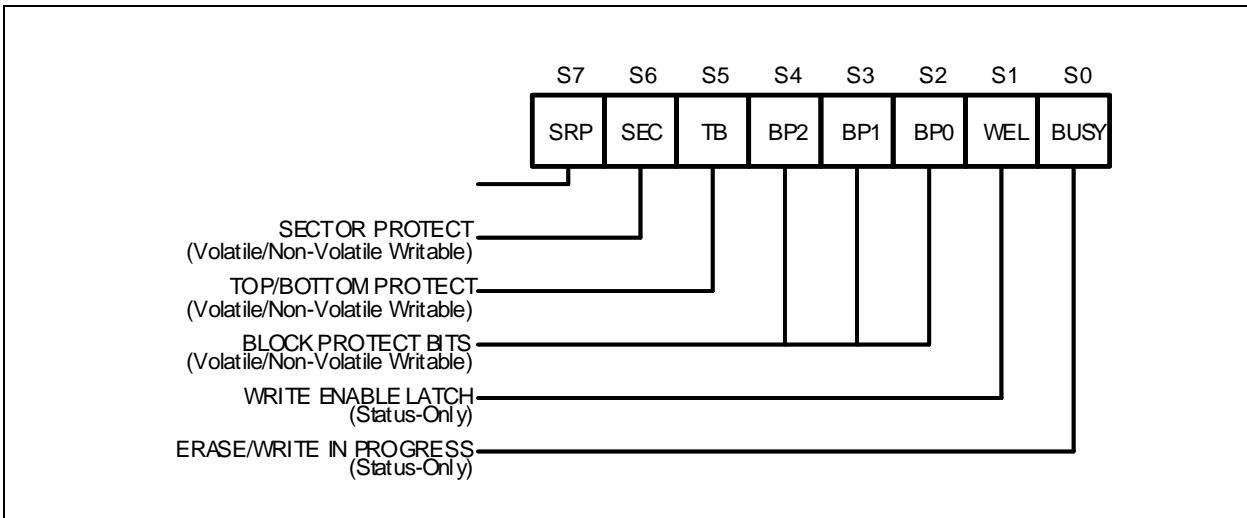 S7 S6 S5 S4 S3 S2 S1 S0
SRP SEC TB BP2 BP1 BP0 WEL BUSY
SECTOR PROTECT
(Volatile/Non-Volatile Writable)
TOP/BOTTOM PROTECT
(Volatile/Non-Volatile Writable)
BLOCK PROTECT BITS
(Volatile/Non-Volatile Writable)
WRITE ENABLE LATCH
(Status-Only)
ERASE/WRITE IN PROGRESS
(Status-Only)